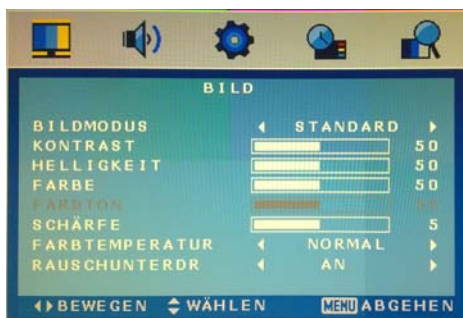 BILD
BILDMODUS STANDARD
KONTRAST 50
HELLIGKEIT 50
FARBE 50
FARBTON
SCHÄRFE 5
FARBTEMPERATUR NORMAL
RAUSCHUNTERDR AN
BEWEGEN WÄHLEN MENU ABGEHEN